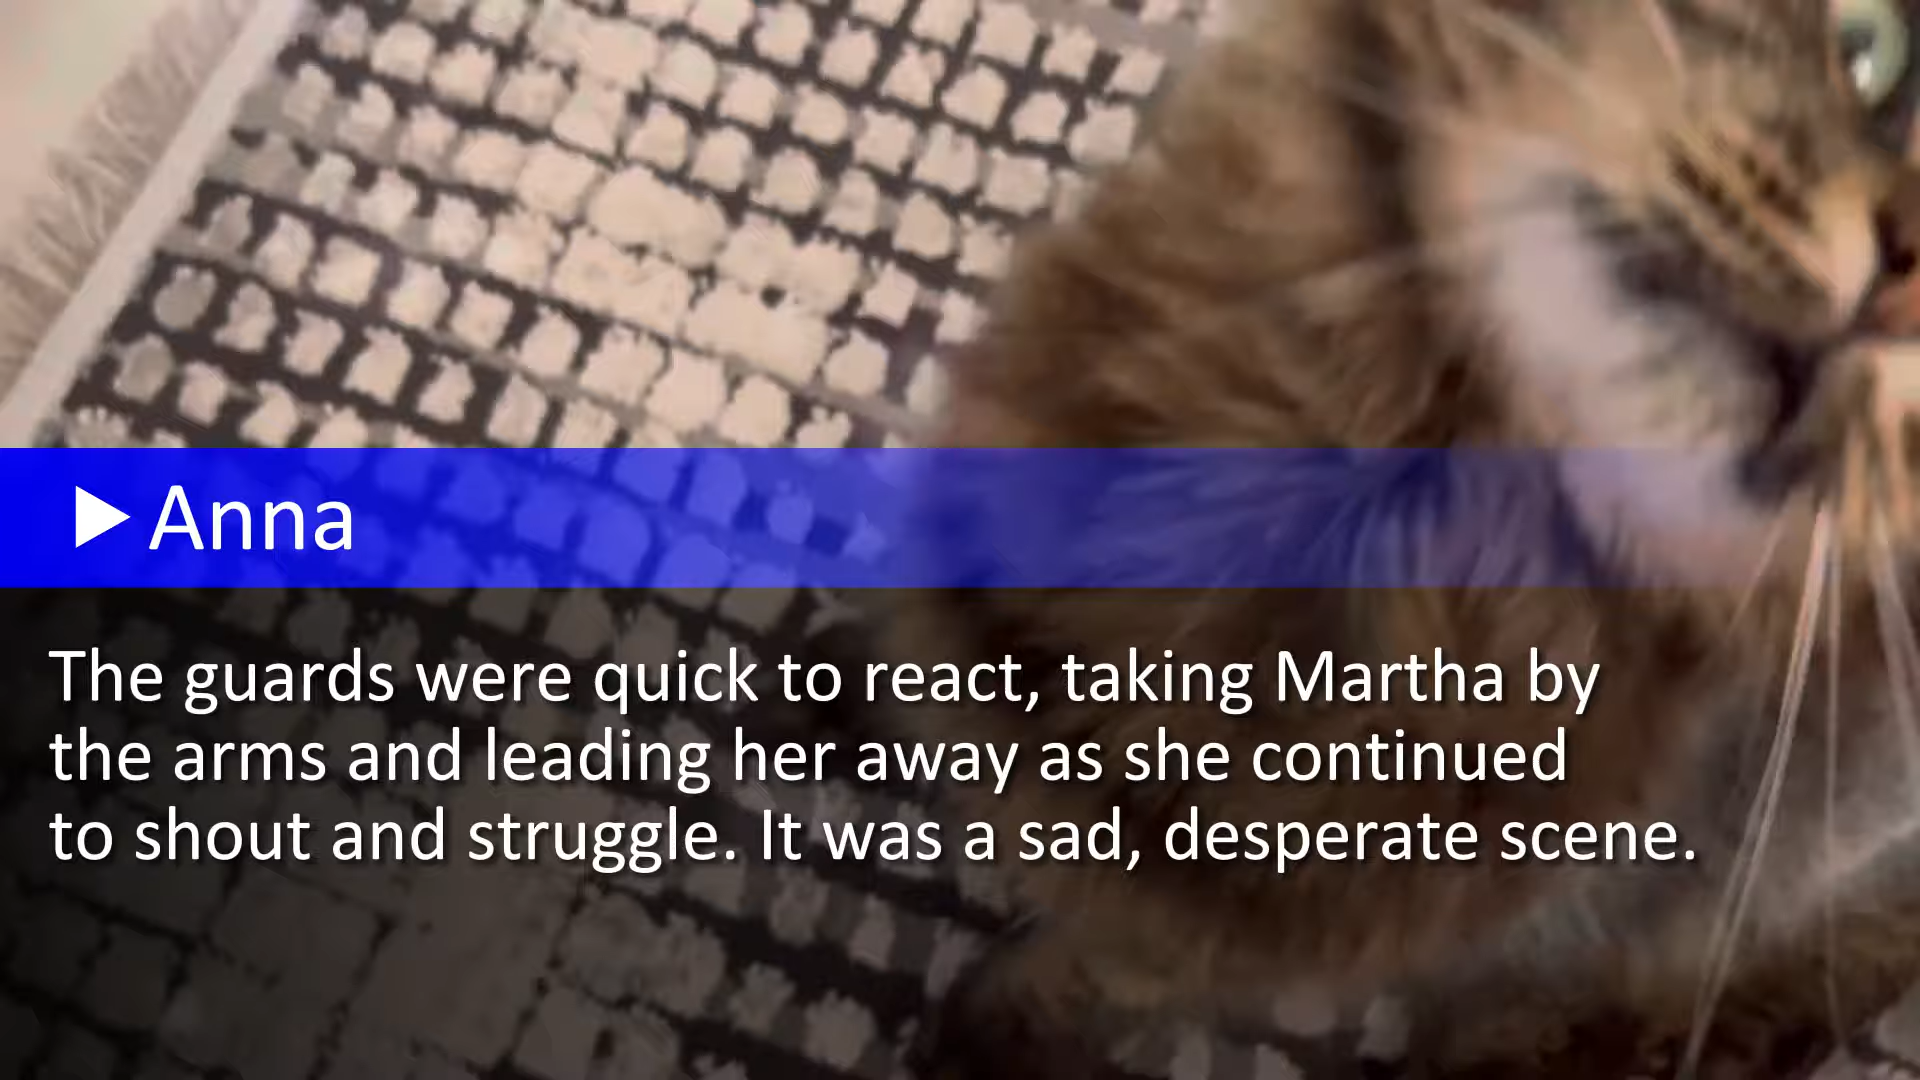 Anna
The guards were quick to react, taking Martha by
the arms and leading her away as she continued
to shout and struggle. It was a sad, desperate scene.